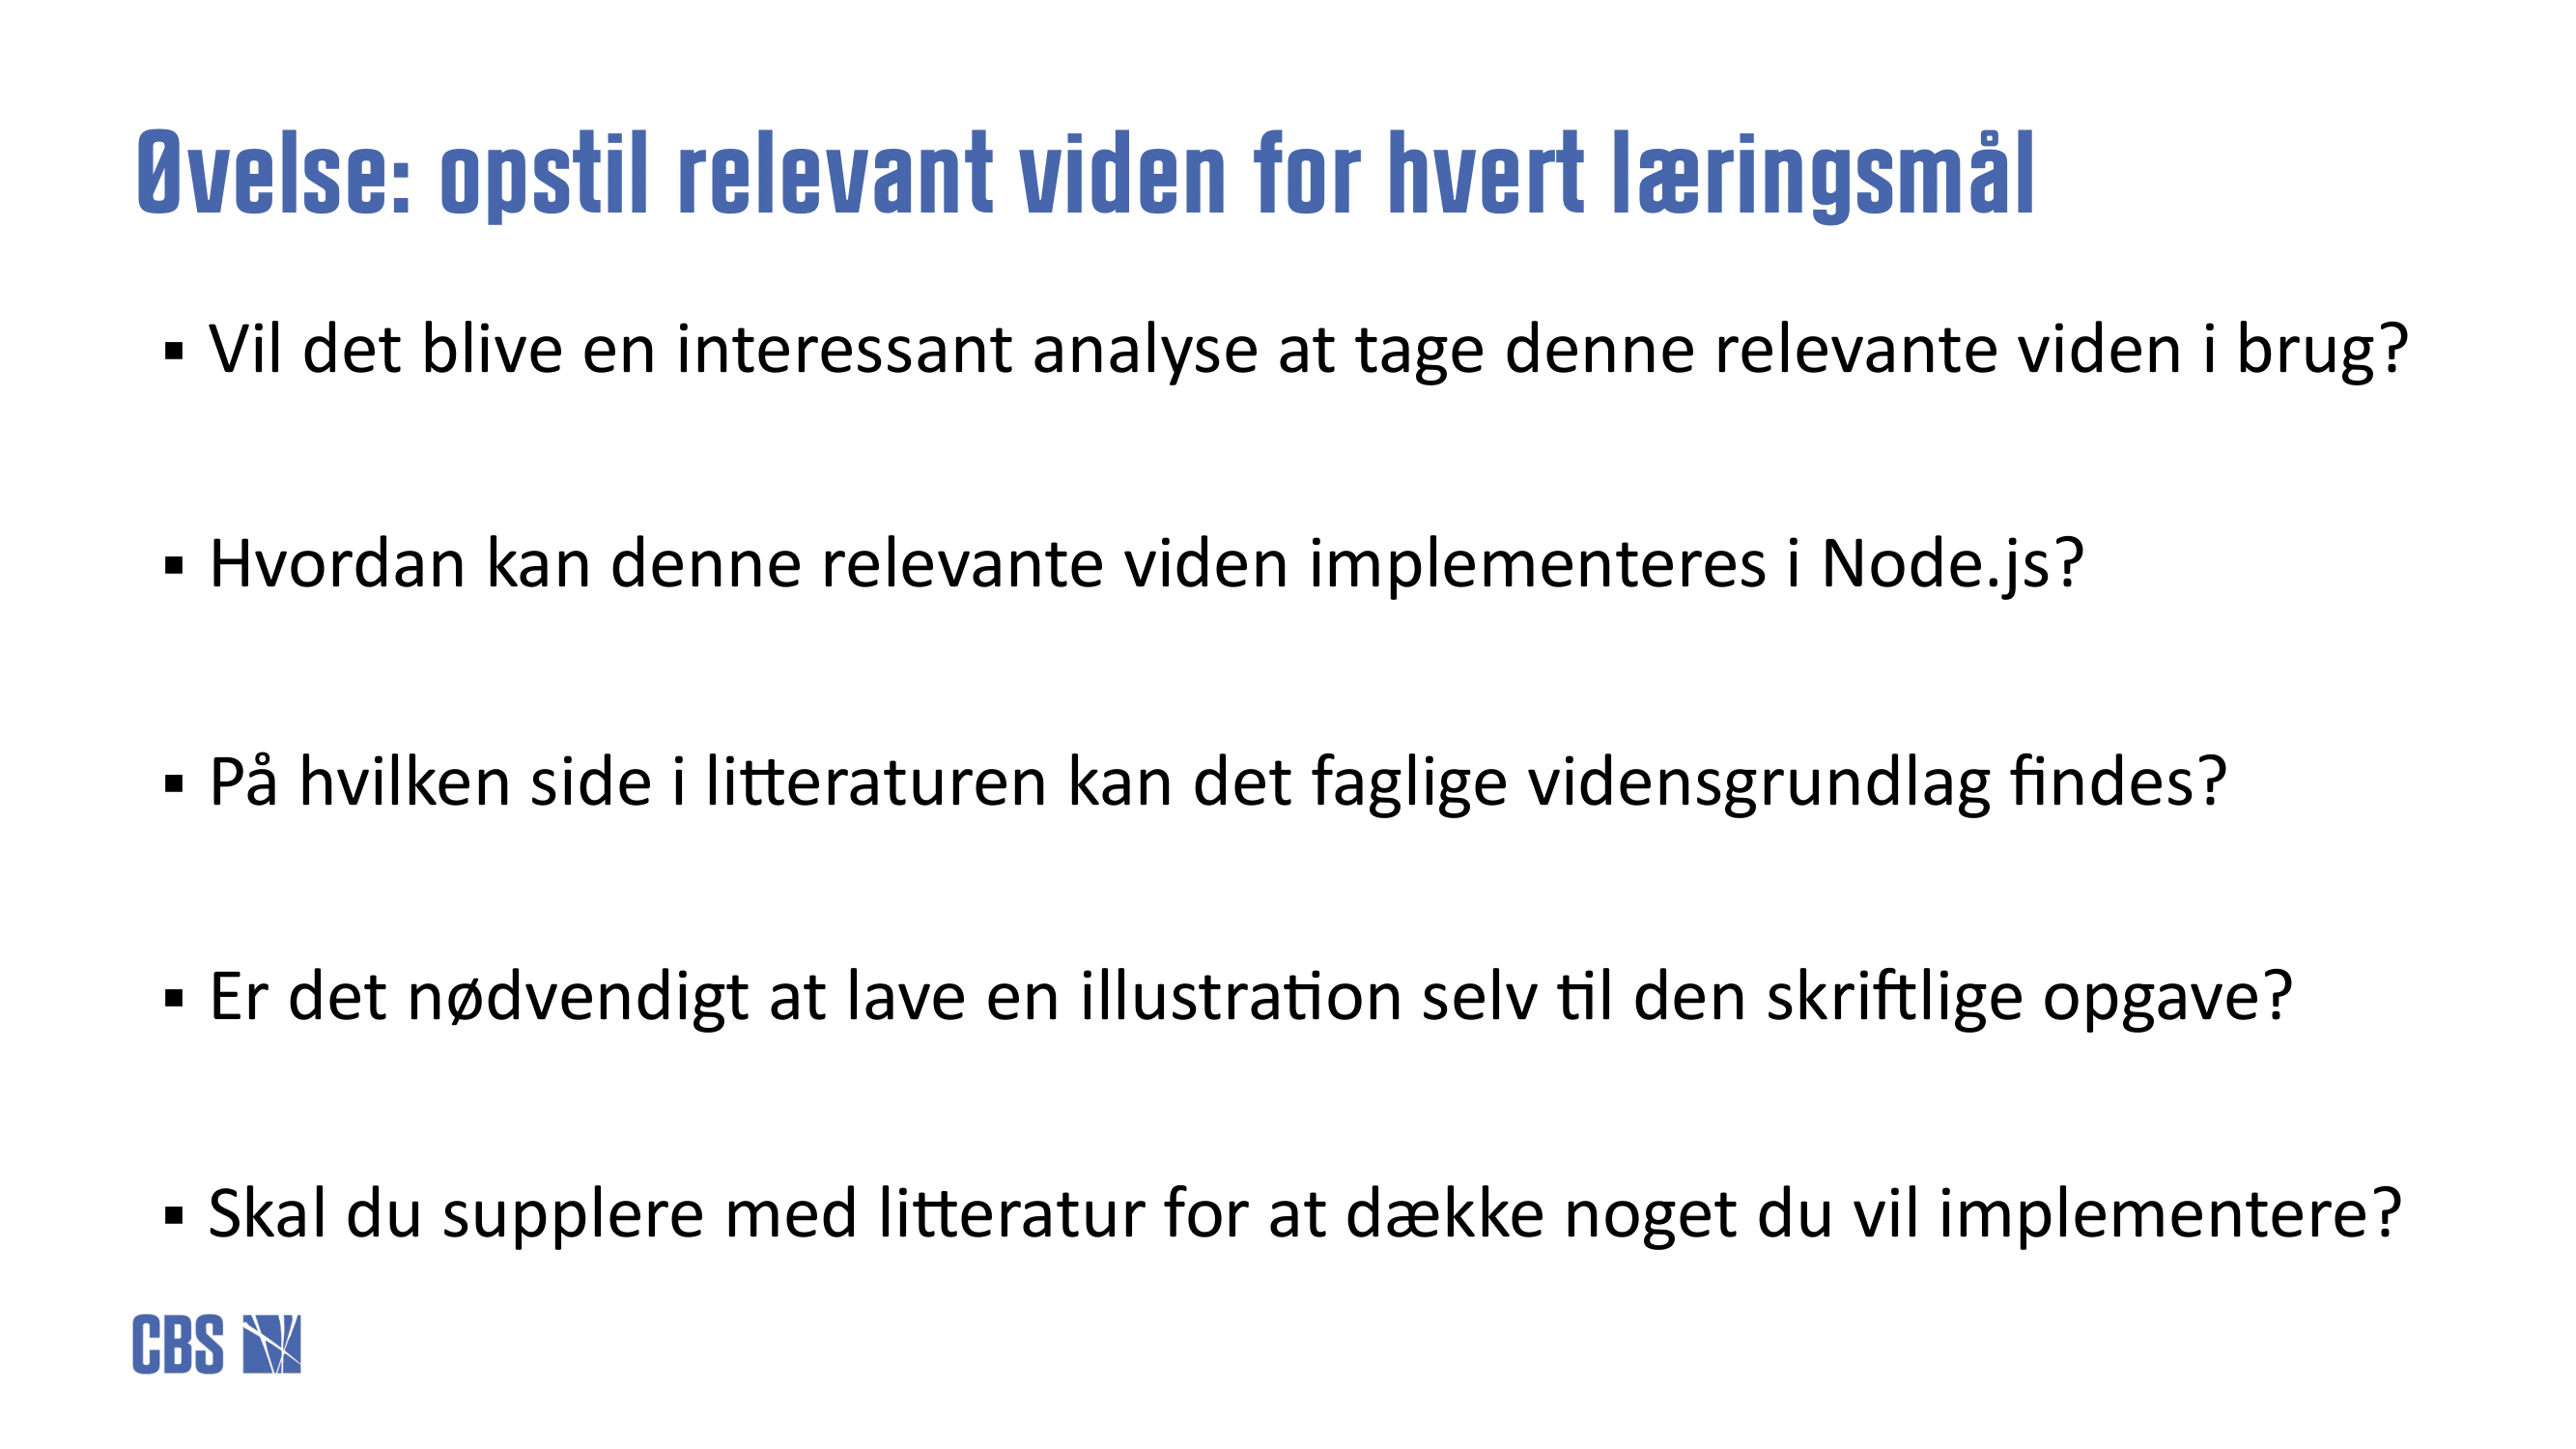 Øvelse: opstil relevant viden for hvert læringsmål
▪ Vil det blive en interessant analyse at tage denne relevante viden i brug?
▪ Hvordan kan denne relevante viden implementeres i Node.js?
▪ På hvilken side i litteraturen kan det faglige vidensgrundlag findes?
▪ Er det nødvendigt at lave en illustration selv til den skriftlige opgave?
▪ Skal du supplere med litteratur for at dække noget du vil implementere?
CBS